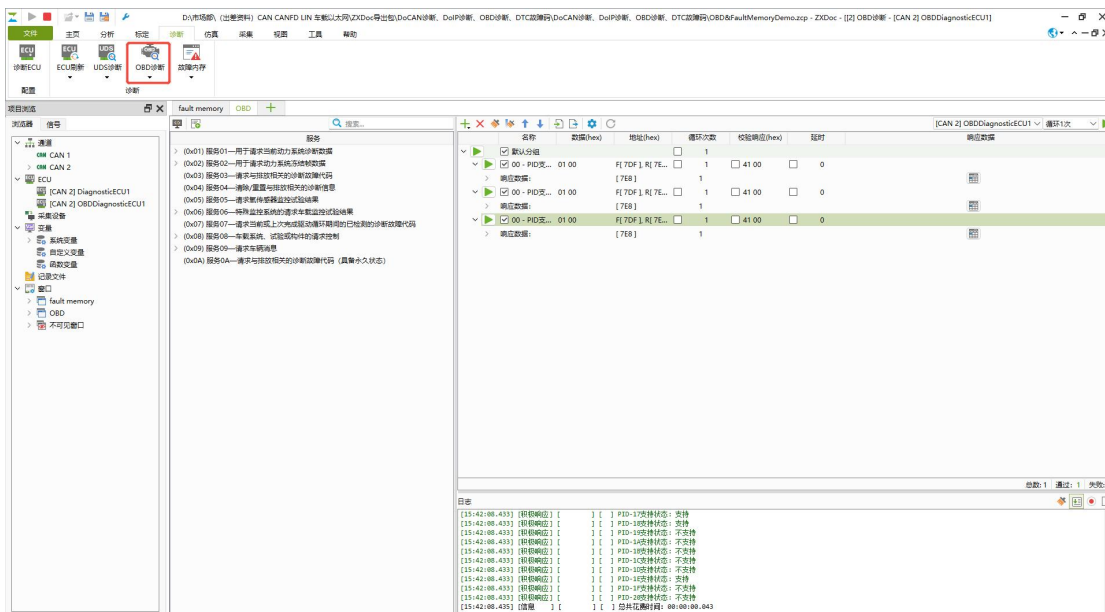 D:\市场部\（出差资料）CAN CANFD LIN 车载以太网\ZXDoc导出包\DoCAN诊断、DoIP诊断、OBD诊断、DTC故障码\DoCAN诊断、DoIP诊断、OBD诊断、DTC故障码\OBD&FaultMemoryDemo.zcp - ZXDoc - [[2] OBD诊断 - [CAN 2] OBDDiagnosticECU1]
文件 主页 分析 标定 诊断 仿真 采集 视图 工具 帮助
诊断ECU ECU刷新 UDS诊断 OBD诊断 故障内存
配置 诊断
项目浏览 fault memory OBD
浏览器 信号 搜索... [CAN 2] OBDDiagnosticECU1 循环1次
服务 名称 数据(hex) 地址(hex) 循环次数 校验响应(hex) 延时 响应数据
通道
CAN 1
CAN 2
ECU
[CAN 2] DiagnosticECU1
[CAN 2] OBDDiagnosticECU1
采集设备
变量
系统变量
自定义变量
函数变量
记录文件
窗口
fault memory
OBD
不可见窗口
(0x01) 服务01—用于请求当前动力系统诊断数据
(0x02) 服务02—用于请求动力系统冻结帧数据
(0x03) 服务03—请求与排放相关的诊断故障代码
(0x04) 服务04—清除/重置与排放相关的诊断信息
(0x05) 服务05—请求氧传感器监控试验结果
(0x06) 服务06—特殊监控系统的请求车载监控试验结果
(0x07) 服务07—请求当前或上次完成驱动循环期间的已检测的诊断故障代码
(0x08) 服务08—车载系统、试验或构件的请求控制
(0x09) 服务09—请求车辆消息
(0x0A) 服务0A—请求与排放相关的诊断故障代码（具备永久状态）
默认分组 1
00 - PID支... 01 00 F[ 7DF ], R[ 7E... 1 41 00 0
响应数据: [ 7E8 ] 1
00 - PID支... 01 00 F[ 7DF ], R[ 7E... 1 41 00 0
响应数据: [ 7E8 ] 1
00 - PID支... 01 00 F[ 7DF ], R[ 7E... 1 41 00 0
响应数据: [ 7E8 ] 1
总数: 1 通过: 1 失败:
日志
[15:42:08.433] [积极响应] [ ] [ ] PID-17支持状态: 支持
[15:42:08.433] [积极响应] [ ] [ ] PID-18支持状态: 支持
[15:42:08.433] [积极响应] [ ] [ ] PID-19支持状态: 不支持
[15:42:08.433] [积极响应] [ ] [ ] PID-1A支持状态: 不支持
[15:42:08.433] [积极响应] [ ] [ ] PID-1B支持状态: 不支持
[15:42:08.433] [积极响应] [ ] [ ] PID-1C支持状态: 不支持
[15:42:08.433] [积极响应] [ ] [ ] PID-1D支持状态: 不支持
[15:42:08.433] [积极响应] [ ] [ ] PID-1E支持状态: 支持
[15:42:08.433] [积极响应] [ ] [ ] PID-1F支持状态: 不支持
[15:42:08.433] [积极响应] [ ] [ ] PID-20支持状态: 不支持
[15:42:08.435] [信息 ] [ ] [ ] 总共花费时间: 00:00:00.043